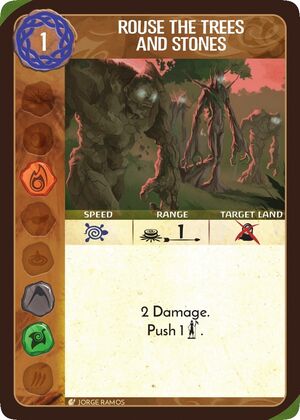 1
ROUSE THE TREES
AND STONES
SPEED
RANGE
TARGET LAND
1
2 Damage.
Push 1 .
JORGE RAMOS